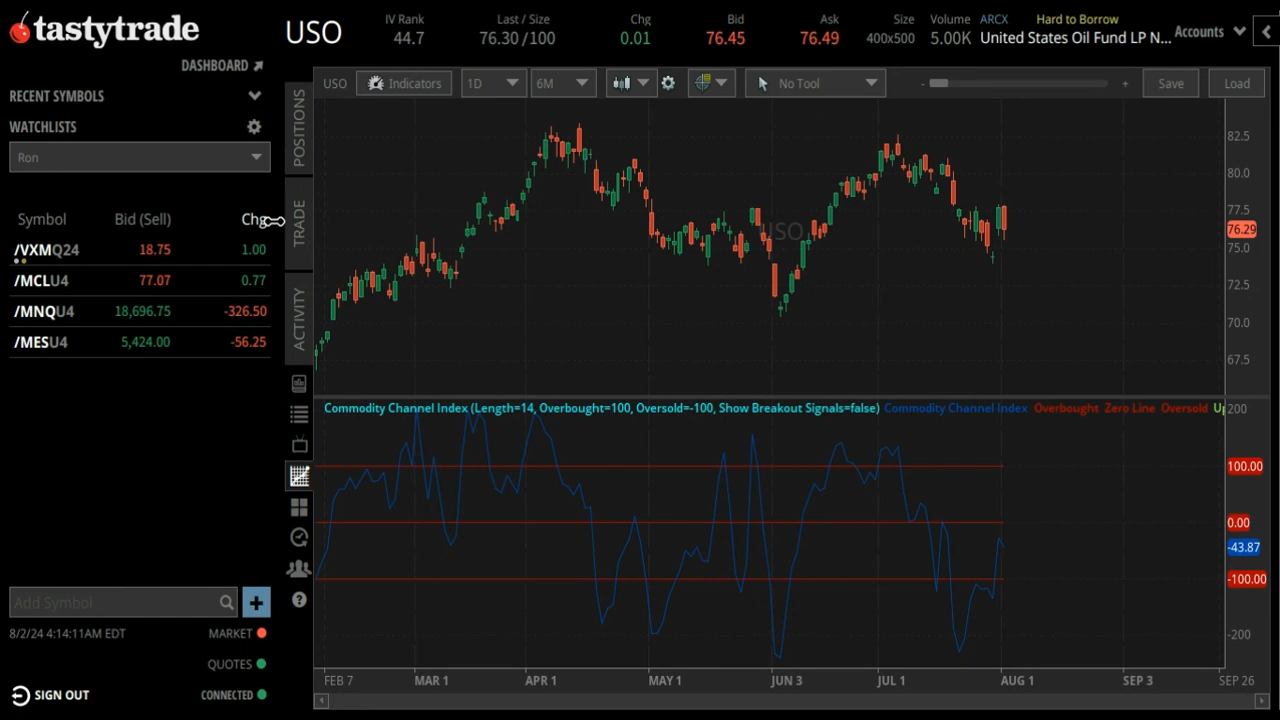 tastytrade
DASHBOARD
RECENT SYMBOLS
WATCHLISTS
Ron
Symbol Bid (Sell) Chg
/VXMQ24 18.75 1.00
/MCLU4 77.07 0.77
/MNQU4 18,696.75 -326.50
/MESU4 5,424.00 -56.25
Add Symbol
8/2/24 4:14:11AM EDT MARKET
QUOTES
SIGN OUT CONNECTED
POSITIONS
TRADE
ACTIVITY
USO
IV Rank Last / Size Chg Bid Ask Size Volume ARCX Hard to Borrow
44.7 76.30 / 100 0.01 76.45 76.49 400x500 5.00K United States Oil Fund LP N...
Accounts
USO Indicators 1D 6M No Tool - + Save Load
82.5
80.0
77.5
USO
76.29
75.0
72.5
70.0
67.5
Commodity Channel Index (Length=14, Overbought=100, Oversold=-100, Show Breakout Signals=false) Commodity Channel Index Overbought Zero Line Oversold U
200
100.00
0.00
-43.87
-100.00
-200
FEB 7 MAR 1 APR 1 MAY 1 JUN 3 JUL 1 AUG 1 SEP 3 SEP 26